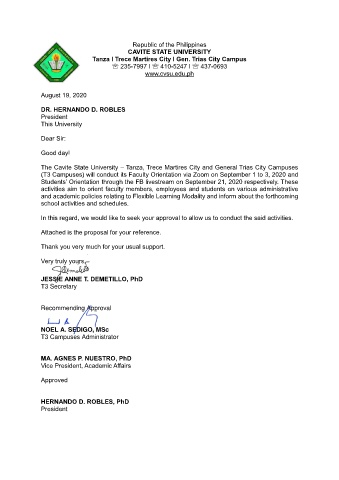 Republic of the Philippines
CAVITE STATE UNIVERSITY
Tanza I Trece Martires City I Gen. Trias City Campus
☏ 235-7997 I ☏ 410-5247 I ☏ 437-0693
www.cvsu.edu.ph
August 19, 2020
DR. HERNANDO D. ROBLES
President
This University
Dear Sir:
Good day!
The Cavite State University – Tanza, Trece Martires City and General Trias City Campuses
(T3 Campuses) will conduct its Faculty Orientation via Zoom on September 1 to 3, 2020 and
Students' Orientation through the FB livestream on September 21, 2020 respectively. These
activities aim to orient faculty members, employees and students on various administrative
and academic policies relating to Flexible Learning Modality and inform about the forthcoming
school activities and schedules.
In this regard, we would like to seek your approval to allow us to conduct the said activities.
Attached is the proposal for your reference.
Thank you very much for your usual support.
Very truly yours,
JESSIE ANNE T. DEMETILLO, PhD
T3 Secretary
Recommending Approval
NOEL A. SEDIGO, MSc
T3 Campuses Administrator
MA. AGNES P. NUESTRO, PhD
Vice President, Academic Affairs
Approved
HERNANDO D. ROBLES, PhD
President